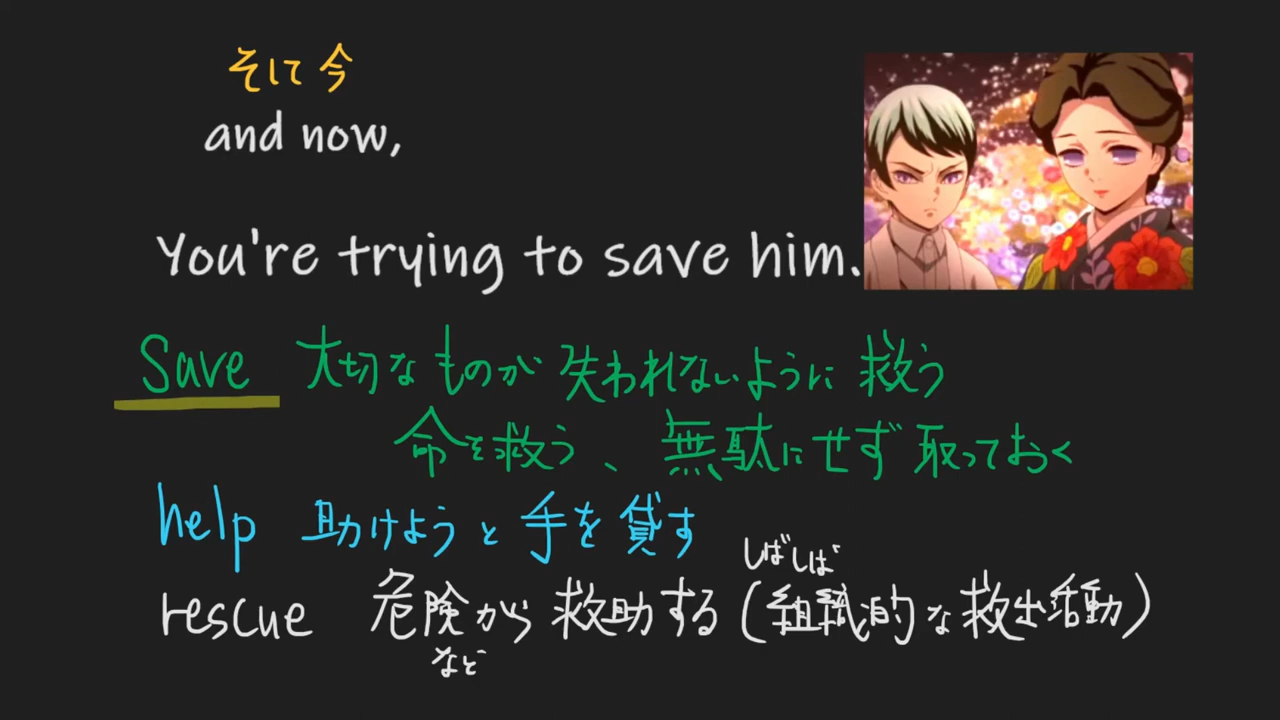 そして今
and now,
You're trying to save him.
Save 大切なものが失われないように救う
命を救う、無駄にせず取っておく
help 助けようと手を貸す
しばしば
rescue 危険から救助する(組織的な救出活動)
など